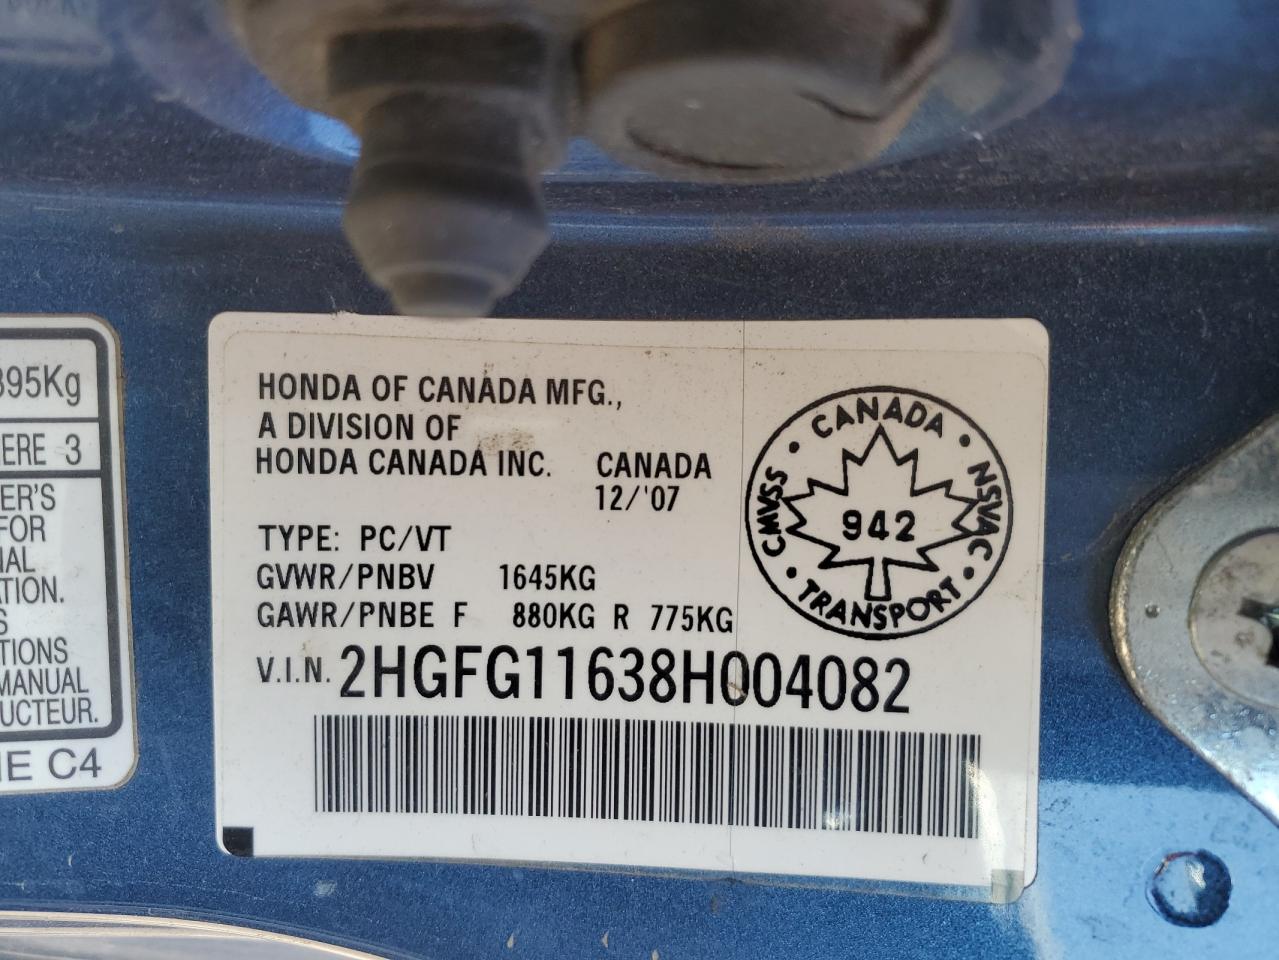 395Kg
ERE 3
ER'S
FOR
IAL
TION.
S
TIONS
MANUAL
UCTEUR.
IE C4
HONDA OF CANADA MFG.,
A DIVISION OF
HONDA CANADA INC. CANADA
12/'07
TYPE: PC/VT
GVWR/PNBV 1645KG
GAWR/PNBE F 880KG R 775KG
V.I.N. 2HGFG11638H004082
CANADA
CMVSS
942
NSVAC
TRANSPORT